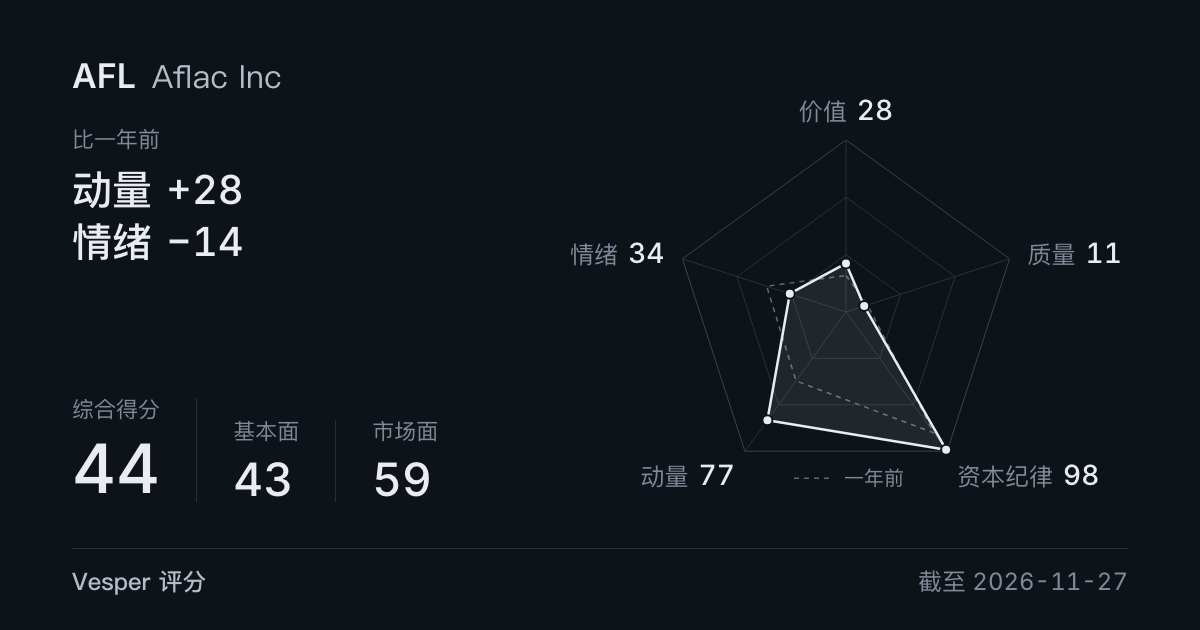 AFL Aflac Inc
比一年前
动量 +28
情绪 −14
综合得分
44
基本面
43
市场面
59
价值 28
情绪 34
质量 11
动量 77
一年前
资本纪律 98
Vesper 评分
截至 2026-11-27